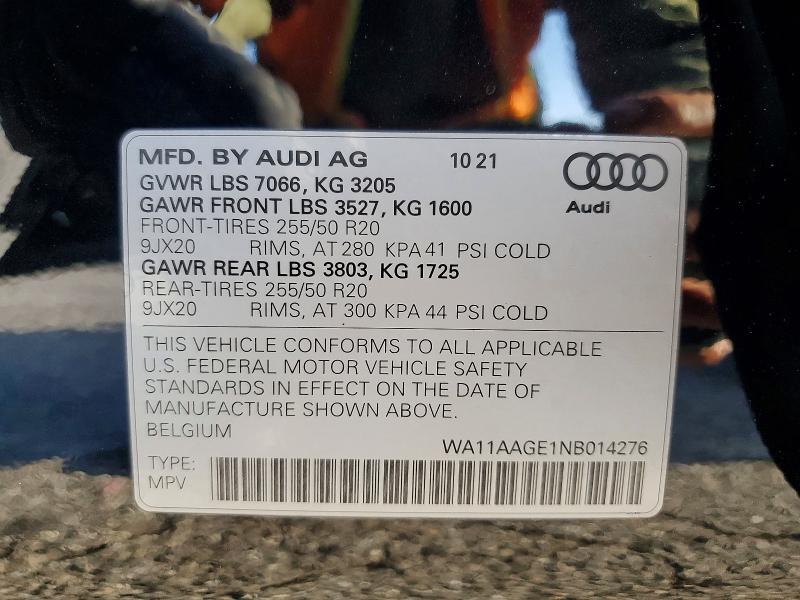 MFD. BY AUDI AG 10 21
GVWR LBS 7066, KG 3205
GAWR FRONT LBS 3527, KG 1600
Audi
FRONT-TIRES 255/50 R20
9JX20 RIMS, AT 280 KPA 41 PSI COLD
GAWR REAR LBS 3803, KG 1725
REAR-TIRES 255/50 R20
9JX20 RIMS, AT 300 KPA 44 PSI COLD
THIS VEHICLE CONFORMS TO ALL APPLICABLE
U.S. FEDERAL MOTOR VEHICLE SAFETY
STANDARDS IN EFFECT ON THE DATE OF
MANUFACTURE SHOWN ABOVE.
BELGIUM
WA11AAGE1NB014276
TYPE:
MPV